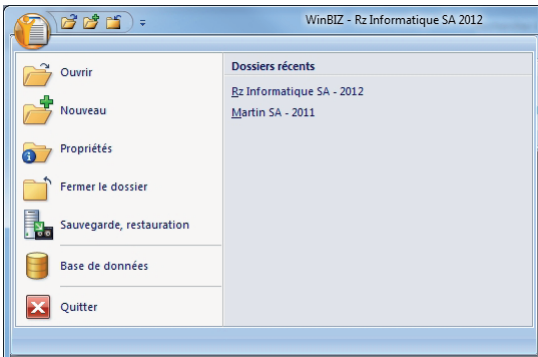 WinBIZ - Rz Informatique SA 2012
Ouvrir
Nouveau
Propriétés
Fermer le dossier
Sauvegarde, restauration
Base de données
Quitter
Dossiers récents
Rz Informatique SA - 2012
Martin SA - 2011